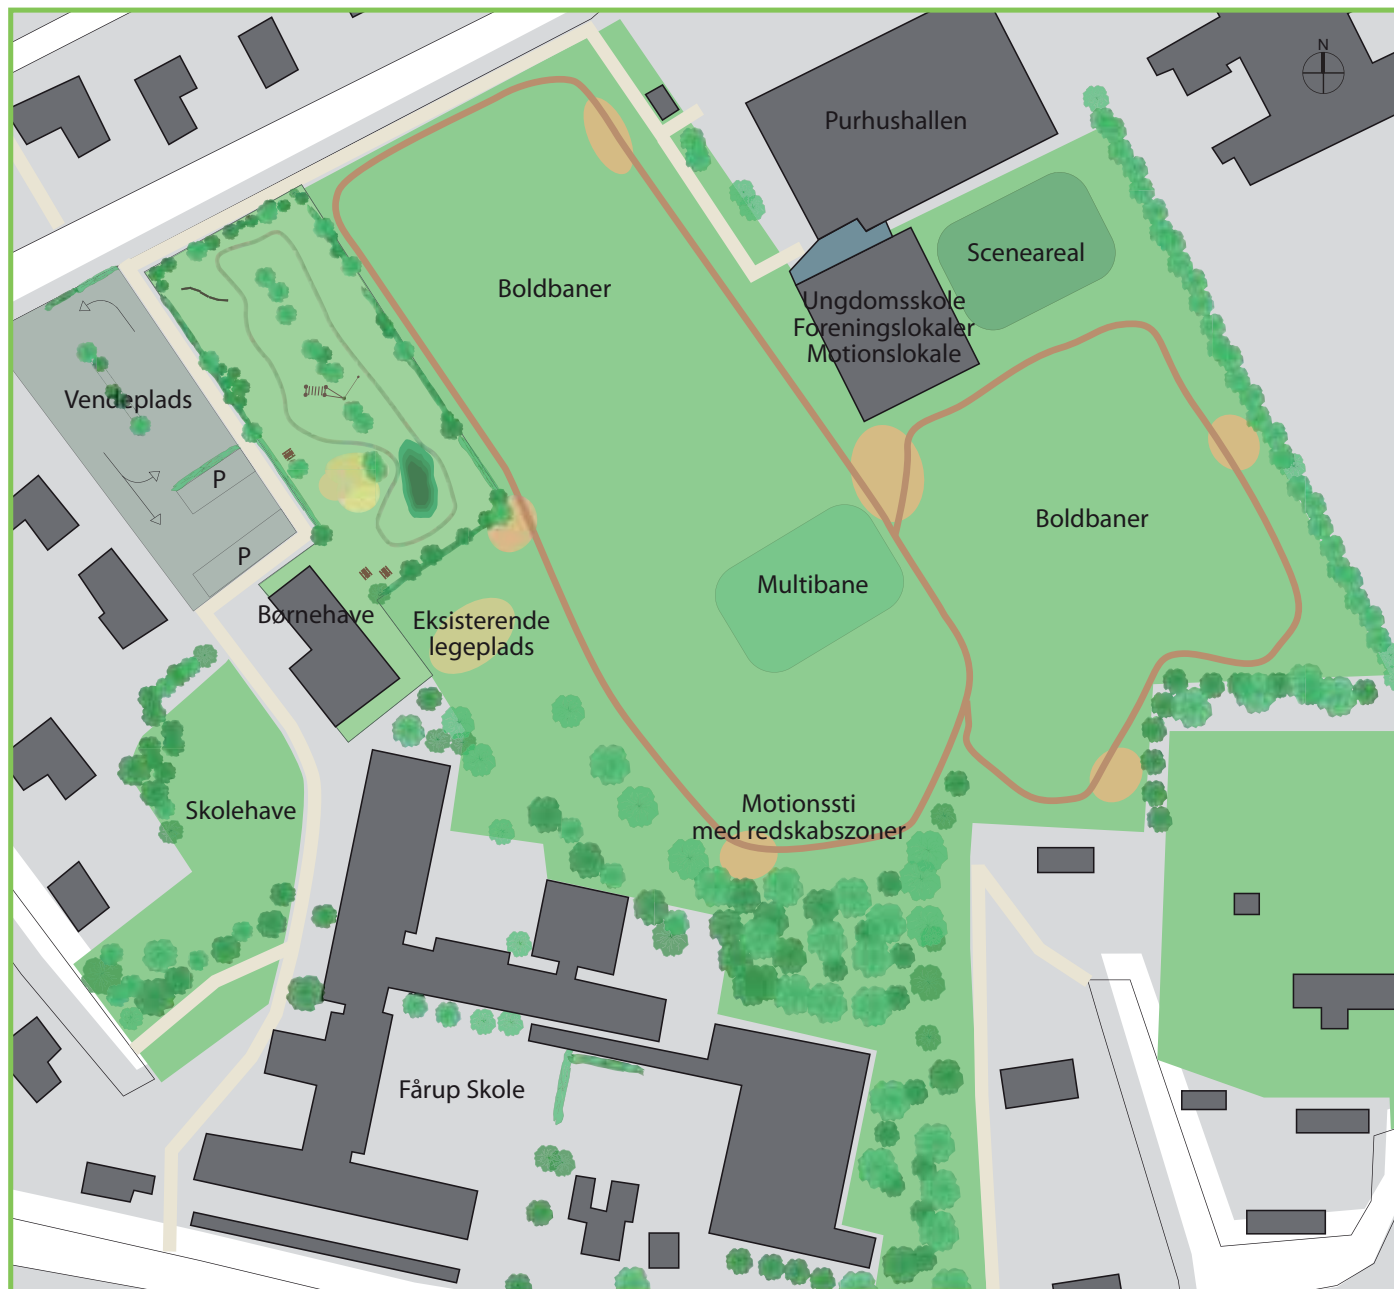 N
Purhushallen
Sceneareal
Boldbaner
Ungdomsskole
Foreningslokaler
Motionslokale
Vendeplads
P
Boldbaner
P
Multibane
Børnehave
Eksisterende
legeplads
Skolehave
Motionssti
med redskabszoner
Fårup Skole